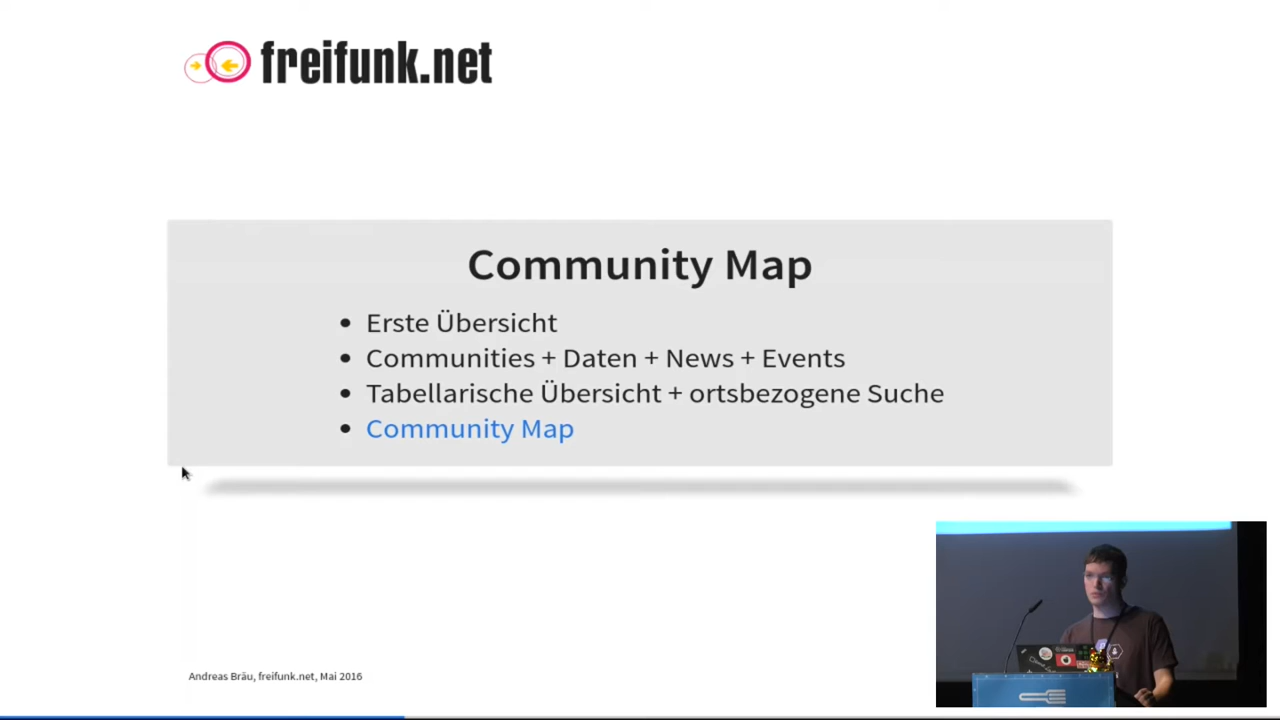 freifunk.net
Community Map
Erste Übersicht
Communities + Daten + News + Events
Tabellarische Übersicht + ortsbezogene Suche
Community Map
Andreas Bräu, freifunk.net, Mai 2016